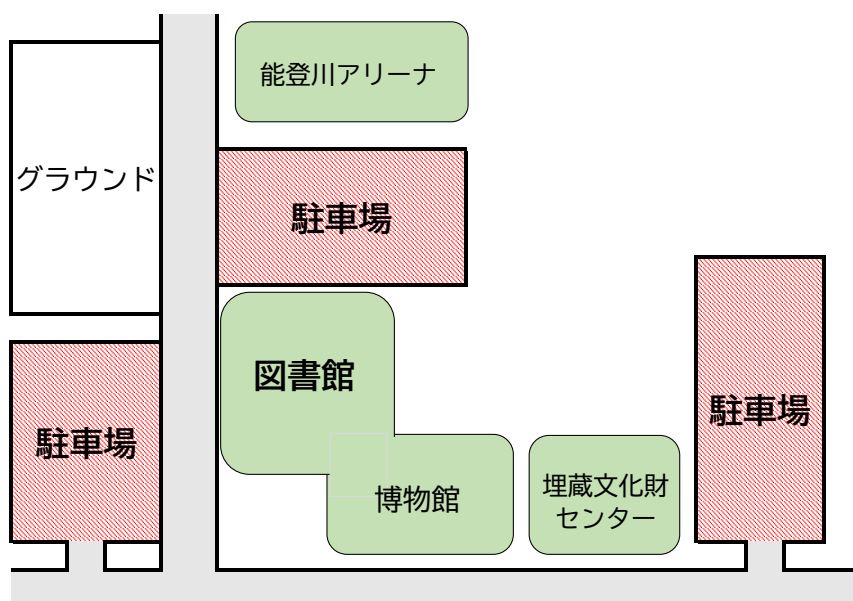 能登川アリーナ
グラウンド
駐車場
図書館
駐車場
駐車場
博物館
埋蔵文化財
センター